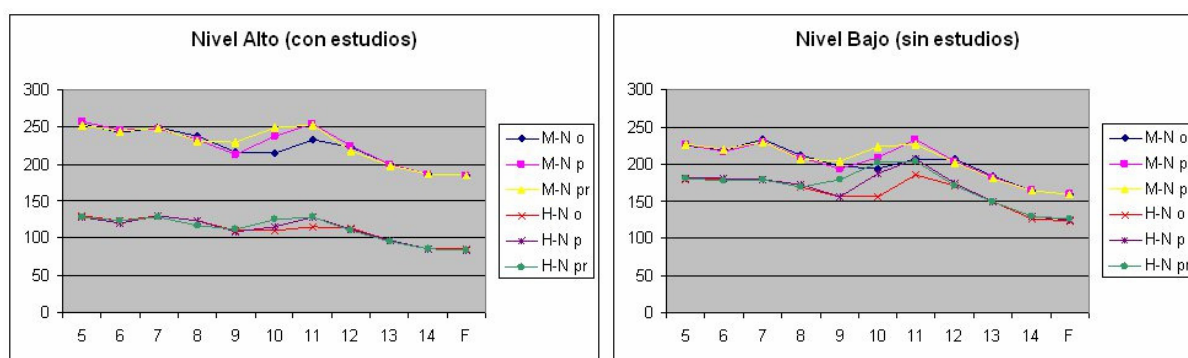 Nivel Alto (con estudios)
300
250
200
150
100
50
0
5 6 7 8 9 10 11 12 13 14 F
M-N o
M-N p
M-N pr
H-N o
H-N p
H-N pr
Nivel Bajo (sin estudios)
300
250
200
150
100
50
0
5 6 7 8 9 10 11 12 13 14 F
M-N o
M-N p
M-N pr
H-N o
H-N p
H-N pr